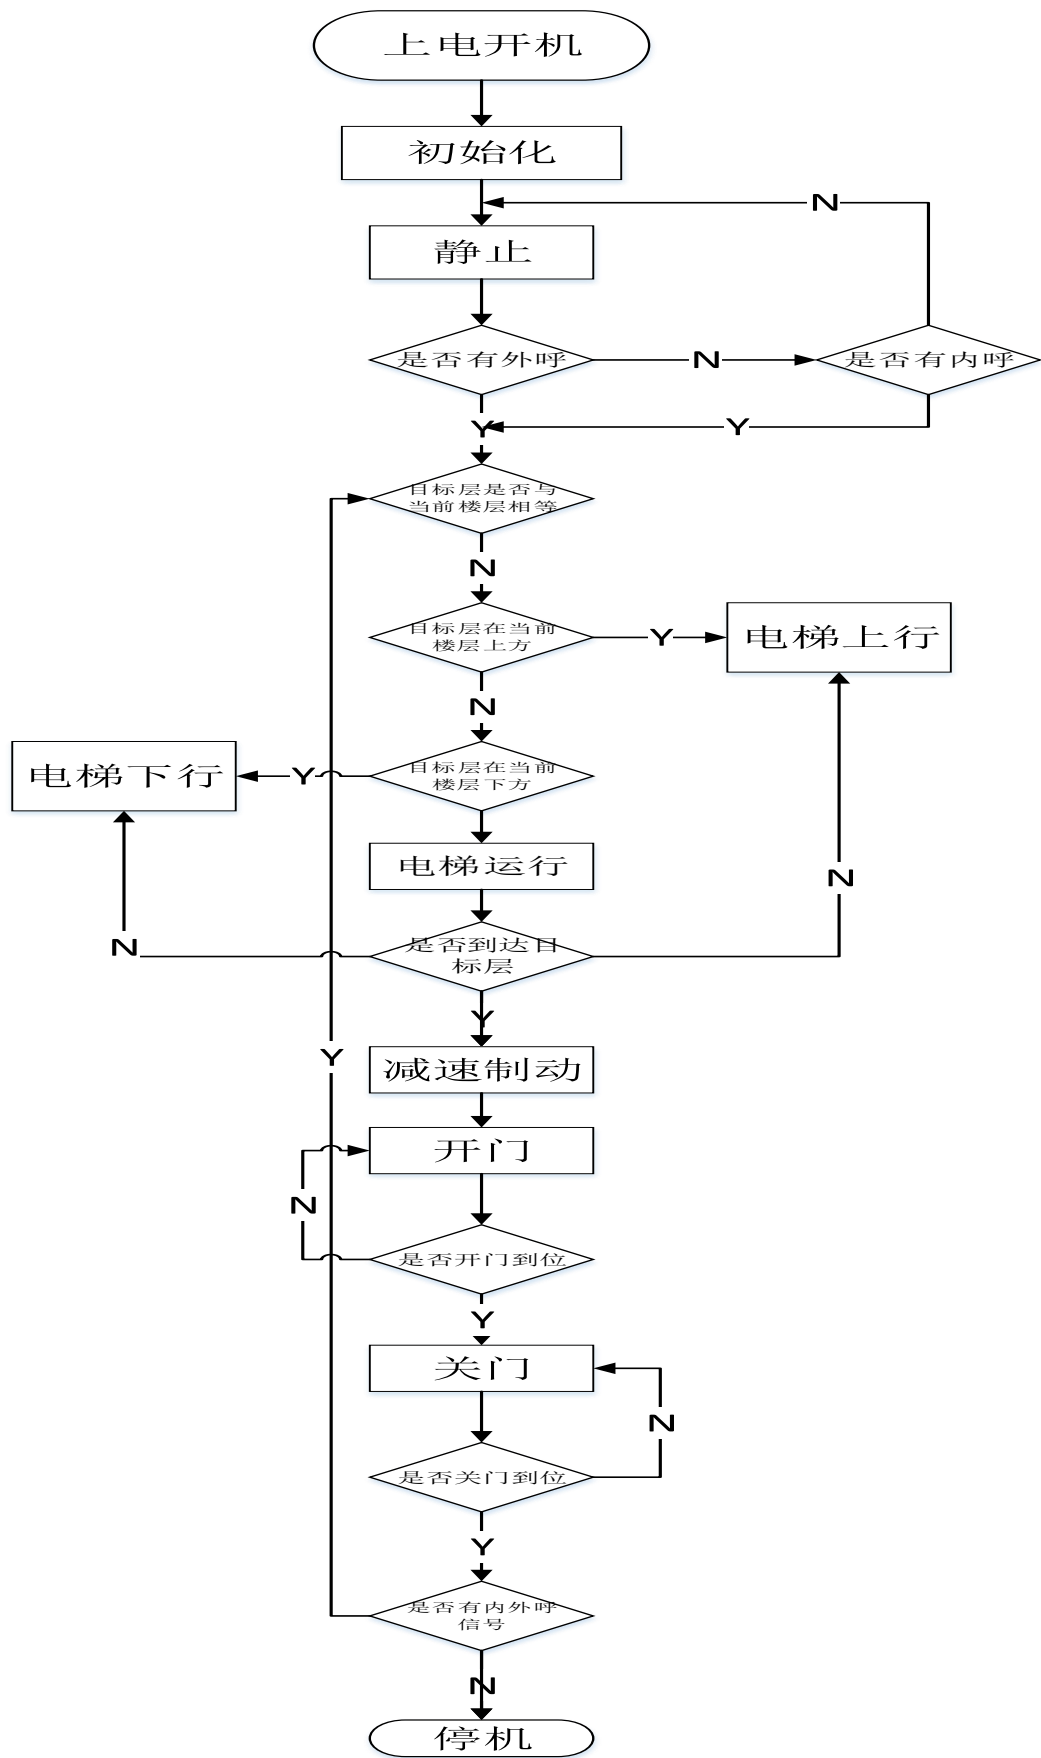 上电开机
初始化
N
静止
是否有外呼
N
是否有内呼
Y
Y
目标层是否与
当前楼层相等
N
目标层在当前
楼层上方
Y
电梯上行
N
电梯下行
Y
目标层在当前
楼层下方
电梯运行
N
是否到达目
标层
N
Y
Y
减速制动
开门
N
是否开门到位
Y
关门
N
是否关门到位
Y
是否有内外呼
信号
N
停机